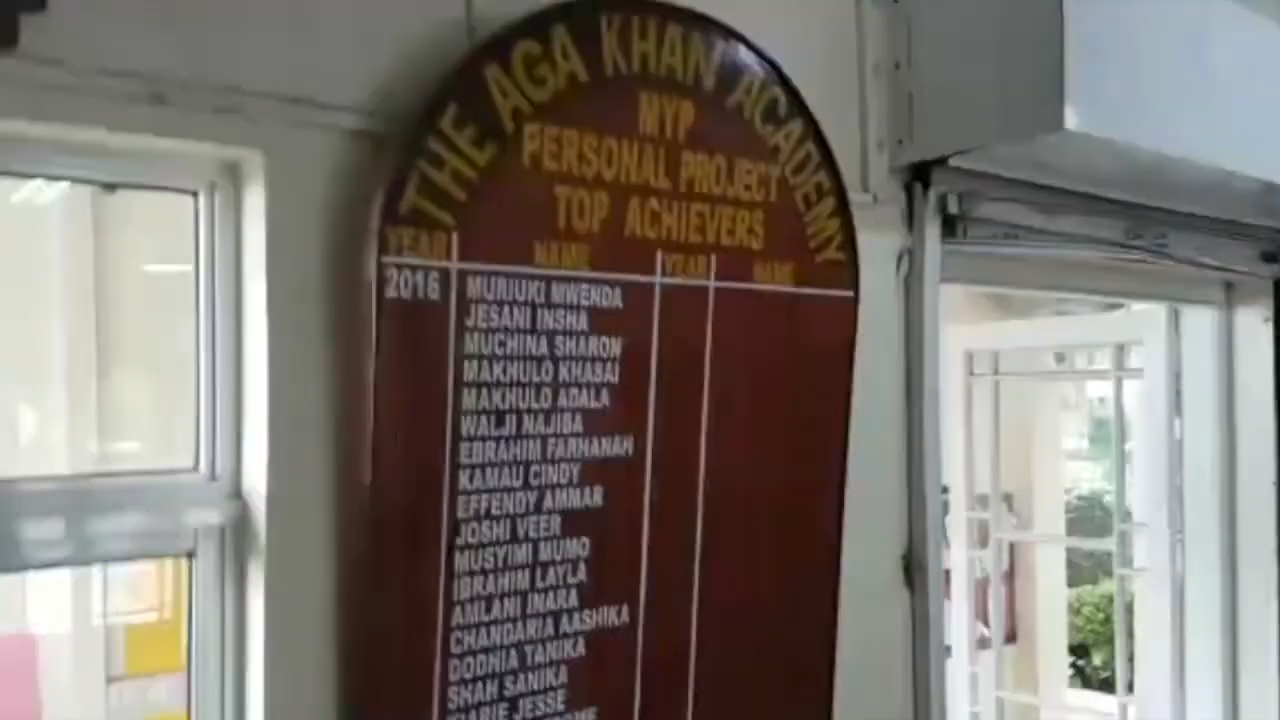 THE AGA KHAN ACADEMY
MYP
PERSONAL PROJECT
TOP ACHIEVERS
YEAR NAME YEAR NAME
2016 MURIUKI MWENDA
JESANI INSHA
MUCHINA SHARON
MAKHULO KHASAI
MAKHULO ADALA
WALJI NAJIBA
EBRAHIM FARHANAH
KAMAU CINDY
EFFENDY AMMAR
JOSHI VEER
MUSYIMI MUMO
IBRAHIM LAYLA
AMLANI INARA
CHANDARIA AASHIKA
DODHIA TANIKA
SHAH SANIKA
JESSE